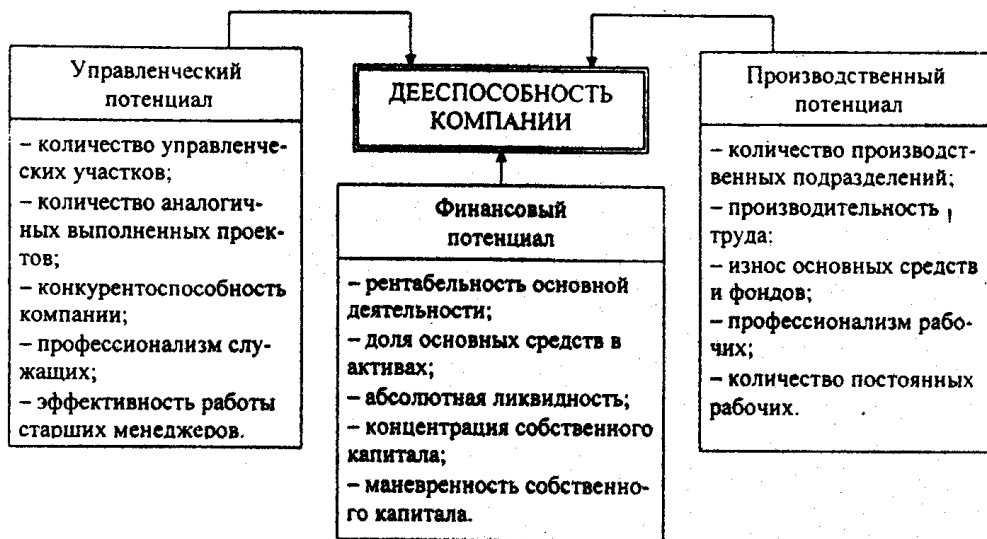 Управленческий
потенциал
– количество управленче-
ских участков;
– количество аналогич-
ных выполненных проек-
тов;
– конкурентоспособность
компании;
– профессионализм слу-
жащих;
– эффективность работы
старших менеджеров.
ДЕЕСПОСОБНОСТЬ
КОМПАНИИ
Финансовый
потенциал
– рентабельность основной
деятельности;
– доля основных средств в
активах;
– абсолютная ликвидность;
– концентрация собственного
капитала;
– маневренность собственно-
го капитала.
Производственный
потенциал
– количество производст-
венных подразделений;
– производительность
труда:
– износ основных средств
и фондов;
– профессионализм рабо-
чих;
– количество постоянных
рабочих.